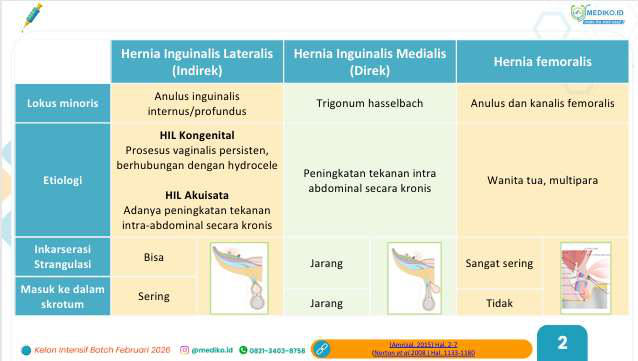 MEDIKO.ID
Hernia Inguinalis Lateralis
(Indirek)
Hernia Inguinalis Medialis
(Direk)
Hernia femoralis
Lokus minoris
Anulus inguinalis
internus/profundus
Trigonum hasselbach
Anulus dan kanalis femoralis
Etiologi
HIL Kongenital
Prosesus vaginalis persisten,
berhubungan dengan hydrocele
HIL Akuisata
Adanya peningkatan tekanan
intra-abdominal secara kronis
Peningkatan tekanan intra
abdominal secara kronis
Wanita tua, multipara
Inkarserasi
Strangulasi
Bisa
Jarang
Sangat sering
Masuk ke dalam
skrotum
Sering
Jarang
Tidak
Kelan Intensif Batch Februari 2026
@mediko.id
0821-3403-8758
(Amrizal, 2015) Hal. 2-7
(Norton et al 2008 ) Hal. 1133-1180
2